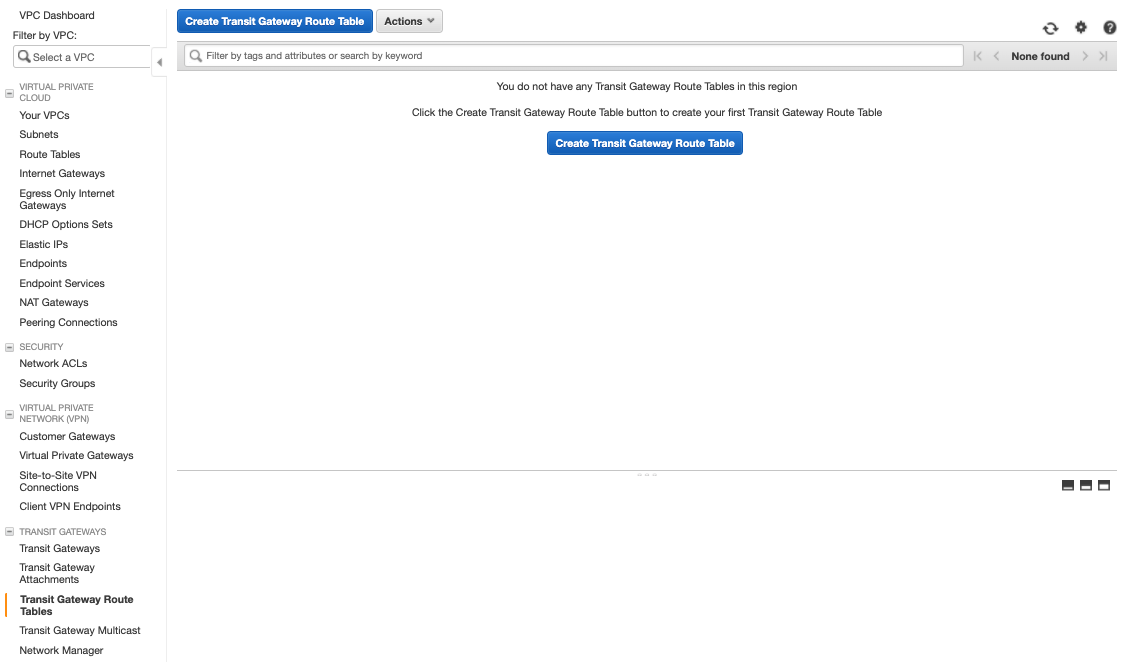 VPC Dashboard
Filter by VPC:
Select a VPC
VIRTUAL PRIVATE
CLOUD
Your VPCs
Subnets
Route Tables
Internet Gateways
Egress Only Internet
Gateways
DHCP Options Sets
Elastic IPs
Endpoints
Endpoint Services
NAT Gateways
Peering Connections
SECURITY
Network ACLs
Security Groups
VIRTUAL PRIVATE
NETWORK (VPN)
Customer Gateways
Virtual Private Gateways
Site-to-Site VPN
Connections
Client VPN Endpoints
TRANSIT GATEWAYS
Transit Gateways
Transit Gateway
Attachments
Transit Gateway Route
Tables
Transit Gateway Multicast
Network Manager
Create Transit Gateway Route Table
Actions
Filter by tags and attributes or search by keyword
None found
You do not have any Transit Gateway Route Tables in this region
Click the Create Transit Gateway Route Table button to create your first Transit Gateway Route Table
Create Transit Gateway Route Table